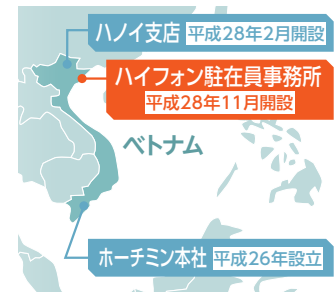 ハノイ支店 平成28年2月開設
ハイフォン駐在員事務所
平成28年11月開設
ベトナム
ホーチミン本社 平成26年設立